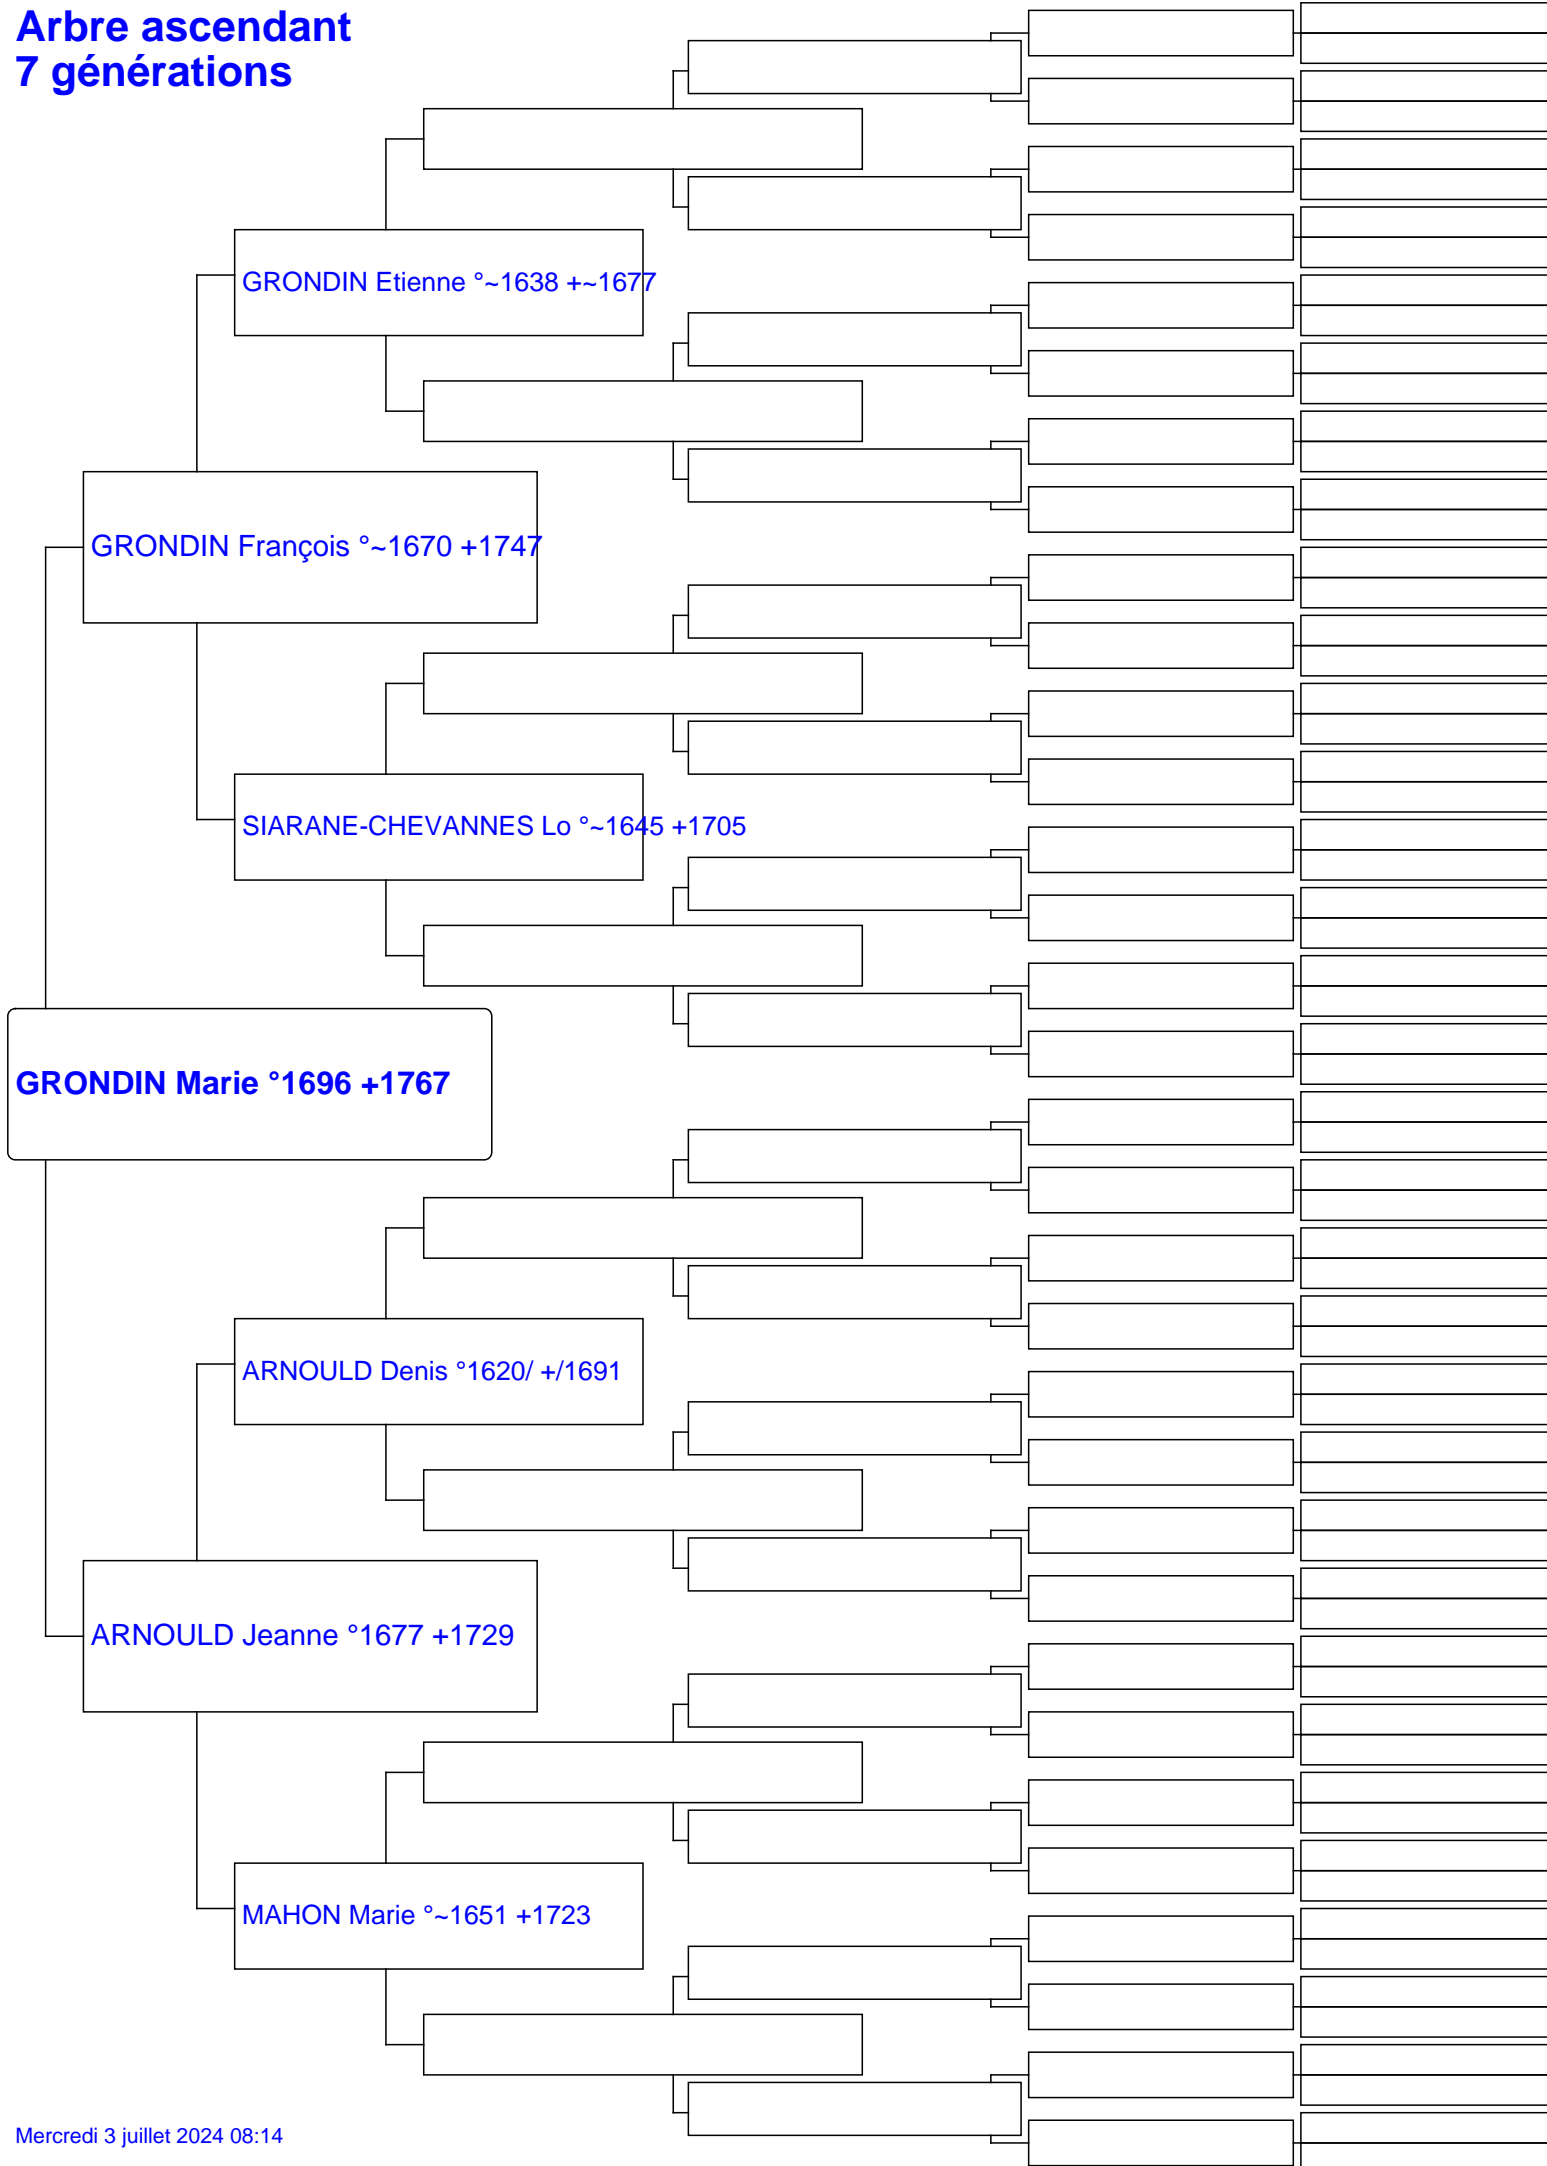 Arbre ascendant
7 générations
GRONDIN Etienne °~1638 +~1677
GRONDIN François °~1670 +1747
SIARANE-CHEVANNES Lo °~1645 +1705
GRONDIN Marie °1696 +1767
ARNOULD Denis °1620/ +/1691
ARNOULD Jeanne °1677 +1729
MAHON Marie °~1651 +1723
Mercredi 3 juillet 2024 08:14